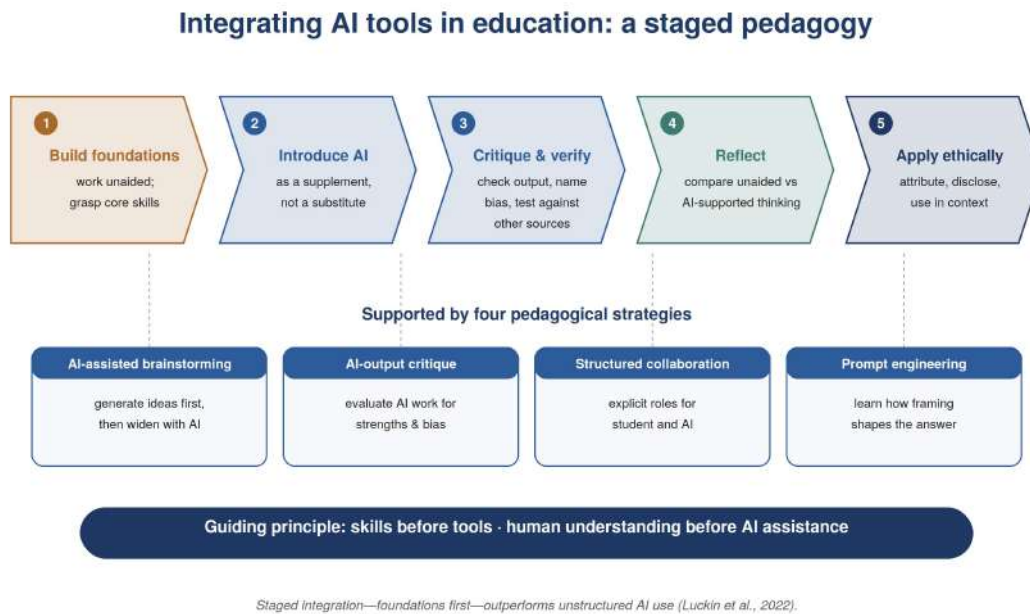 Integrating AI tools in education: a staged pedagogy
1
Build foundations
work unaided;
grasp core skills
2
Introduce AI
as a supplement,
not a substitute
3
Critique & verify
check output, name
bias, test against
other sources
4
Reflect
compare unaided vs
AI-supported thinking
5
Apply ethically
attribute, disclose,
use in context
Supported by four pedagogical strategies
AI-assisted brainstorming
generate ideas first,
then widen with AI
AI-output critique
evaluate AI work for
strengths & bias
Structured collaboration
explicit roles for
student and AI
Prompt engineering
learn how framing
shapes the answer
Guiding principle: skills before tools · human understanding before AI assistance
Staged integration—foundations first—outperforms unstructured AI use (Luckin et al., 2022).